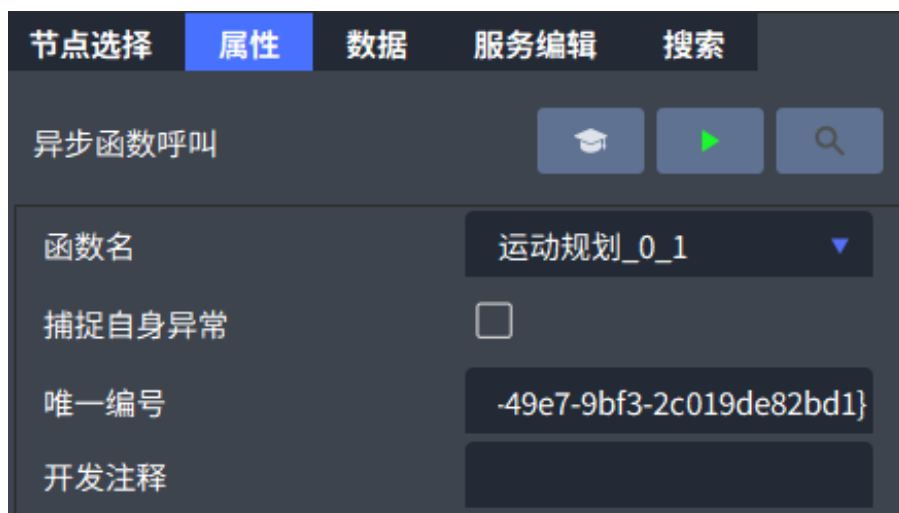 节点选择 属性 数据 服务编辑 搜索
异步函数呼叫
函数名 运动规划_0_1
捕捉自身异常
唯一编号 -49e7-9bf3-2c019de82bd1}
开发注释